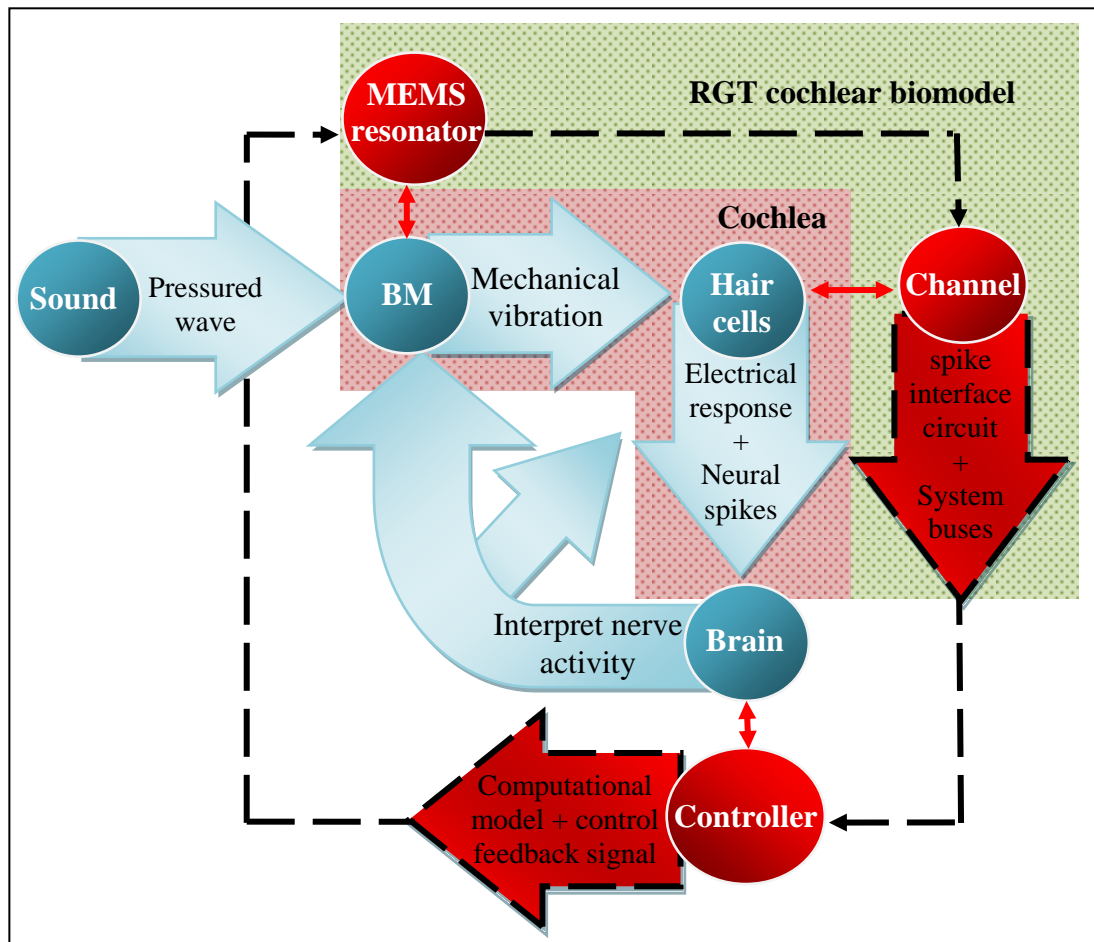 MEMS
resonator
RGT cochlear biomodel
Cochlea
Sound
Pressured
wave
BM
Mechanical
vibration
Hair
cells
Channel
Electrical
response
+
Neural
spikes
spike
interface
circuit
+
System
buses
Interpret nerve
activity
Brain
Computational
model + control
feedback signal
Controller